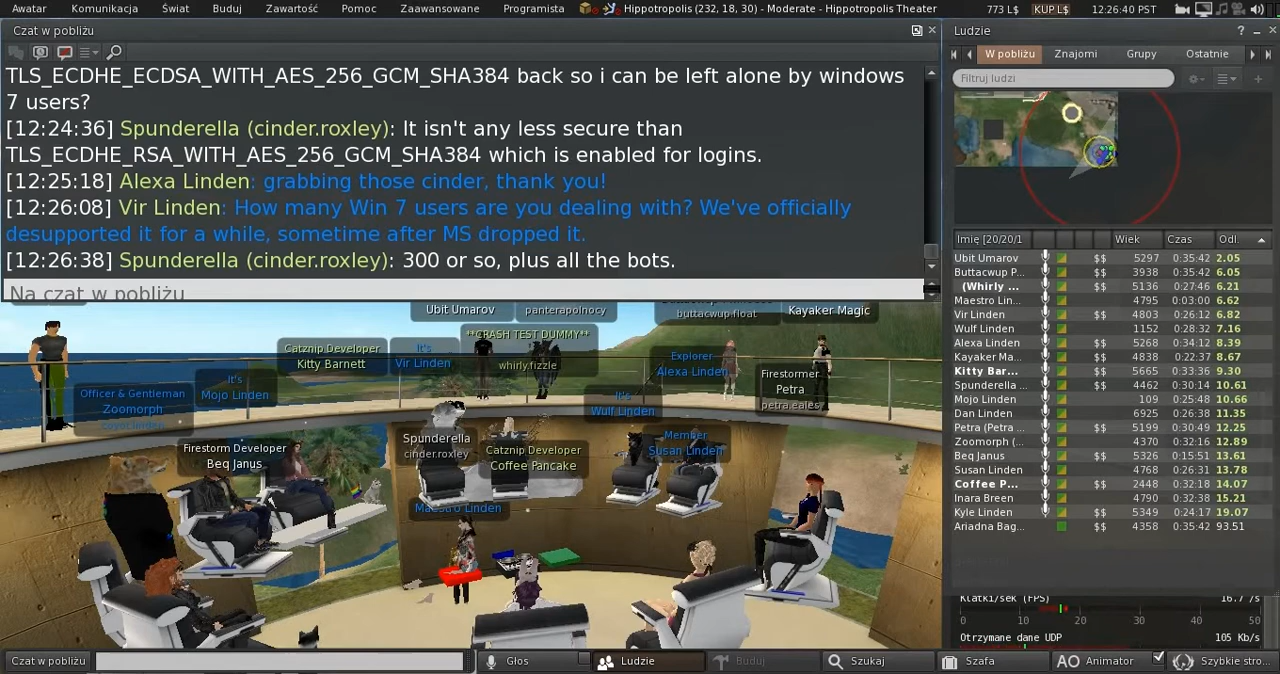 Awatar Komunikacja Świat Buduj Zawartość Pomoc Zaawansowane Programista Hippotropolis (232, 18, 30) - Moderate - Hippotropolis Theater 773 L$ KUP L$ 12:26:40 PST
Czat w pobliżu
TLS_ECDHE_ECDSA_WITH_AES_256_GCM_SHA384 back so i can be left alone by windows
7 users?
[12:24:36] Spunderella (cinder.roxley): It isn't any less secure than
TLS_ECDHE_RSA_WITH_AES_256_GCM_SHA384 which is enabled for logins.
[12:25:18] Alexa Linden: grabbing those cinder, thank you!
[12:26:08] Vir Linden: How many Win 7 users are you dealing with? We've officially
desupported it for a while, sometime after MS dropped it.
[12:26:38] Spunderella (cinder.roxley): 300 or so, plus all the bots.
Na czat w pobliżu
Ludzie
W pobliżu Znajomi Grupy Ostatnie
Filtruj ludzi
Imię [20/20/1 Wiek Czas Odl.
Ubit Umarov $$ 5297 0:35:42 2.05
Buttacwup P... $$ 3938 0:35:42 6.05
(Whirly ... $$ 5136 0:27:46 6.21
Maestro Lin... 4795 0:03:00 6.62
Vir Linden $$ 4803 0:26:12 6.82
Wulf Linden 1152 0:28:32 7.16
Alexa Linden $$ 5268 0:34:12 8.39
Kayaker Ma... $$ 4838 0:22:37 8.67
Kitty Bar... $$ 5665 0:33:36 9.30
Spunderella ... $$ 4462 0:30:14 10.61
Mojo Linden 109 0:25:48 10.66
Dan Linden 6925 0:26:38 11.35
Petra (Petra ... $$ 5199 0:30:49 12.25
Zoomorph (... 4370 0:32:16 12.89
Beq Janus $$ 5326 0:15:51 13.61
Susan Linden 4768 0:26:31 13.78
Coffee P... $$ 2448 0:32:18 14.07
Inara Breen 4790 0:32:38 15.21
Kyle Linden $$ 5349 0:24:17 19.07
Ariadna Bag... $$ 4358 0:35:42 93.51
Klatki/sek (FPS) 16.7 /s
0 10 20 30 40 50
Otrzymane dane UDP 105 Kb/s
Ubit Umarov
panterapolnocy
buttacwup.float
Kayaker Magic
**CRASH TEST DUMMY**
whirly.fizzle
Catznip Developer
Kitty Barnett
It's
Vir Linden
Explorer
Alexa Linden
Firestormer
Petra
petra.eales
It's
Mojo Linden
Officer & Gentleman
Zoomorph
coyot.linden
It's
Wulf Linden
Firestorm Developer
Beq Janus
Spunderella
cinder.roxley
Catznip Developer
Coffee Pancake
Member
Susan Linden
Maestro Linden
Czat w pobliżu Głos Ludzie Buduj Szukaj Szafa AO Animator Szybkie stro...